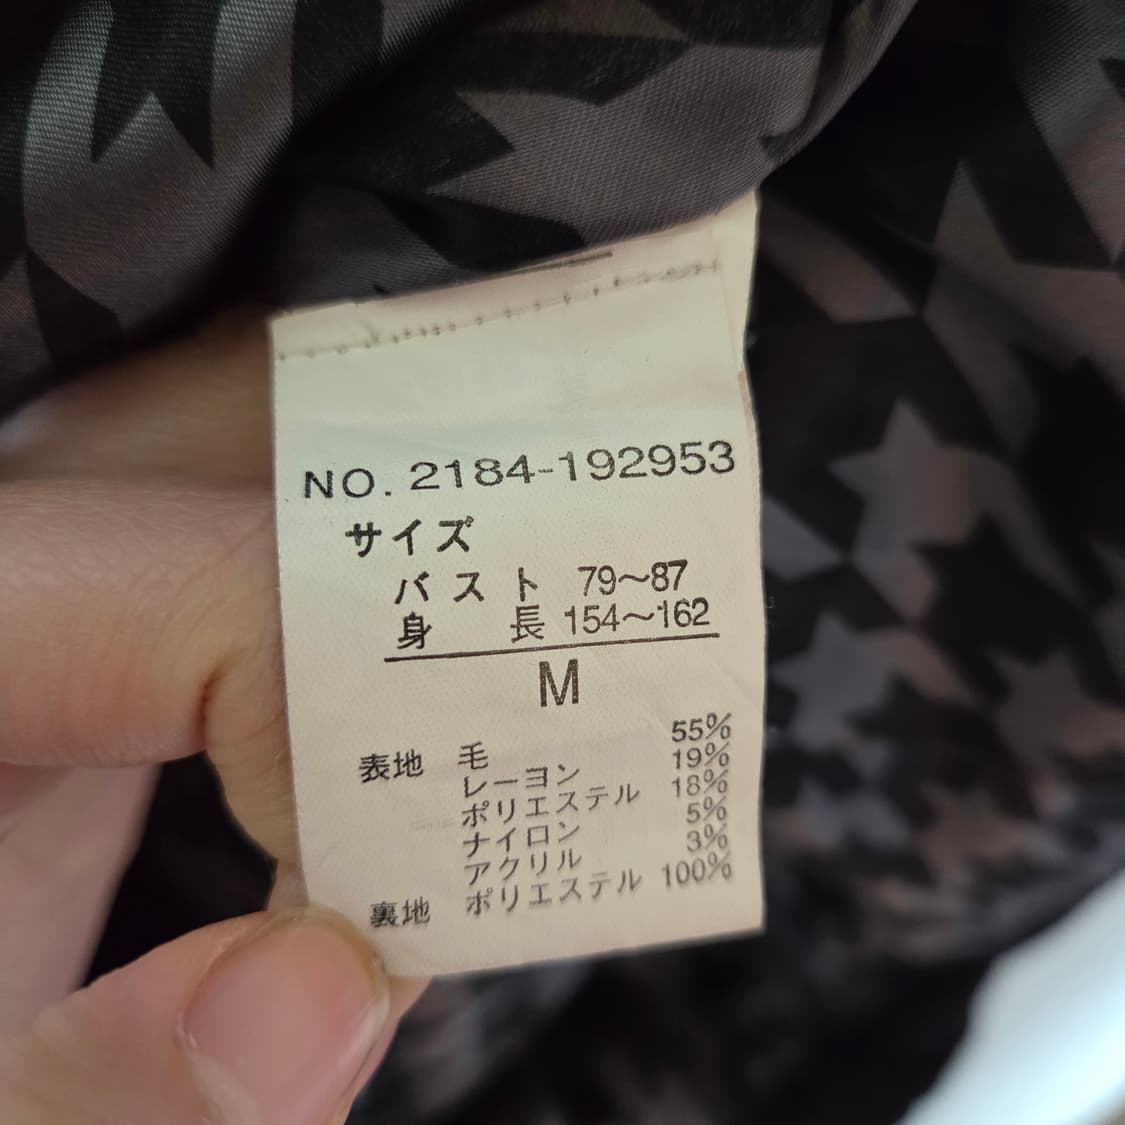 NO. 2184-192953
サイズ
バスト 79～87
身長 154～162
M
表地 毛 55%
レーヨン 19%
ポリエステル 18%
ナイロン 5%
アクリル 3%
裏地 ポリエステル 100%